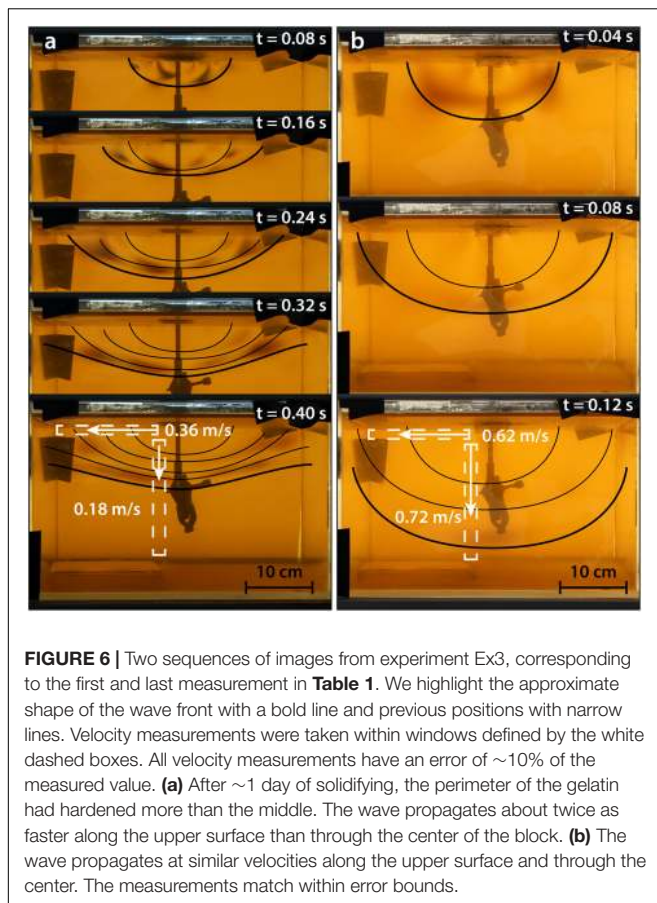 a
t = 0.08 s
t = 0.16 s
t = 0.24 s
t = 0.32 s
t = 0.40 s
0.36 m/s
0.18 m/s
10 cm
b
t = 0.04 s
t = 0.08 s
t = 0.12 s
0.62 m/s
0.72 m/s
10 cm
FIGURE 6 | Two sequences of images from experiment Ex3, corresponding
to the first and last measurement in Table 1. We highlight the approximate
shape of the wave front with a bold line and previous positions with narrow
lines. Velocity measurements were taken within windows defined by the white
dashed boxes. All velocity measurements have an error of ∼10% of the
measured value. (a) After ∼1 day of solidifying, the perimeter of the gelatin
had hardened more than the middle. The wave propagates about twice as
faster along the upper surface than through the center of the block. (b) The
wave propagates at similar velocities along the upper surface and through the
center. The measurements match within error bounds.